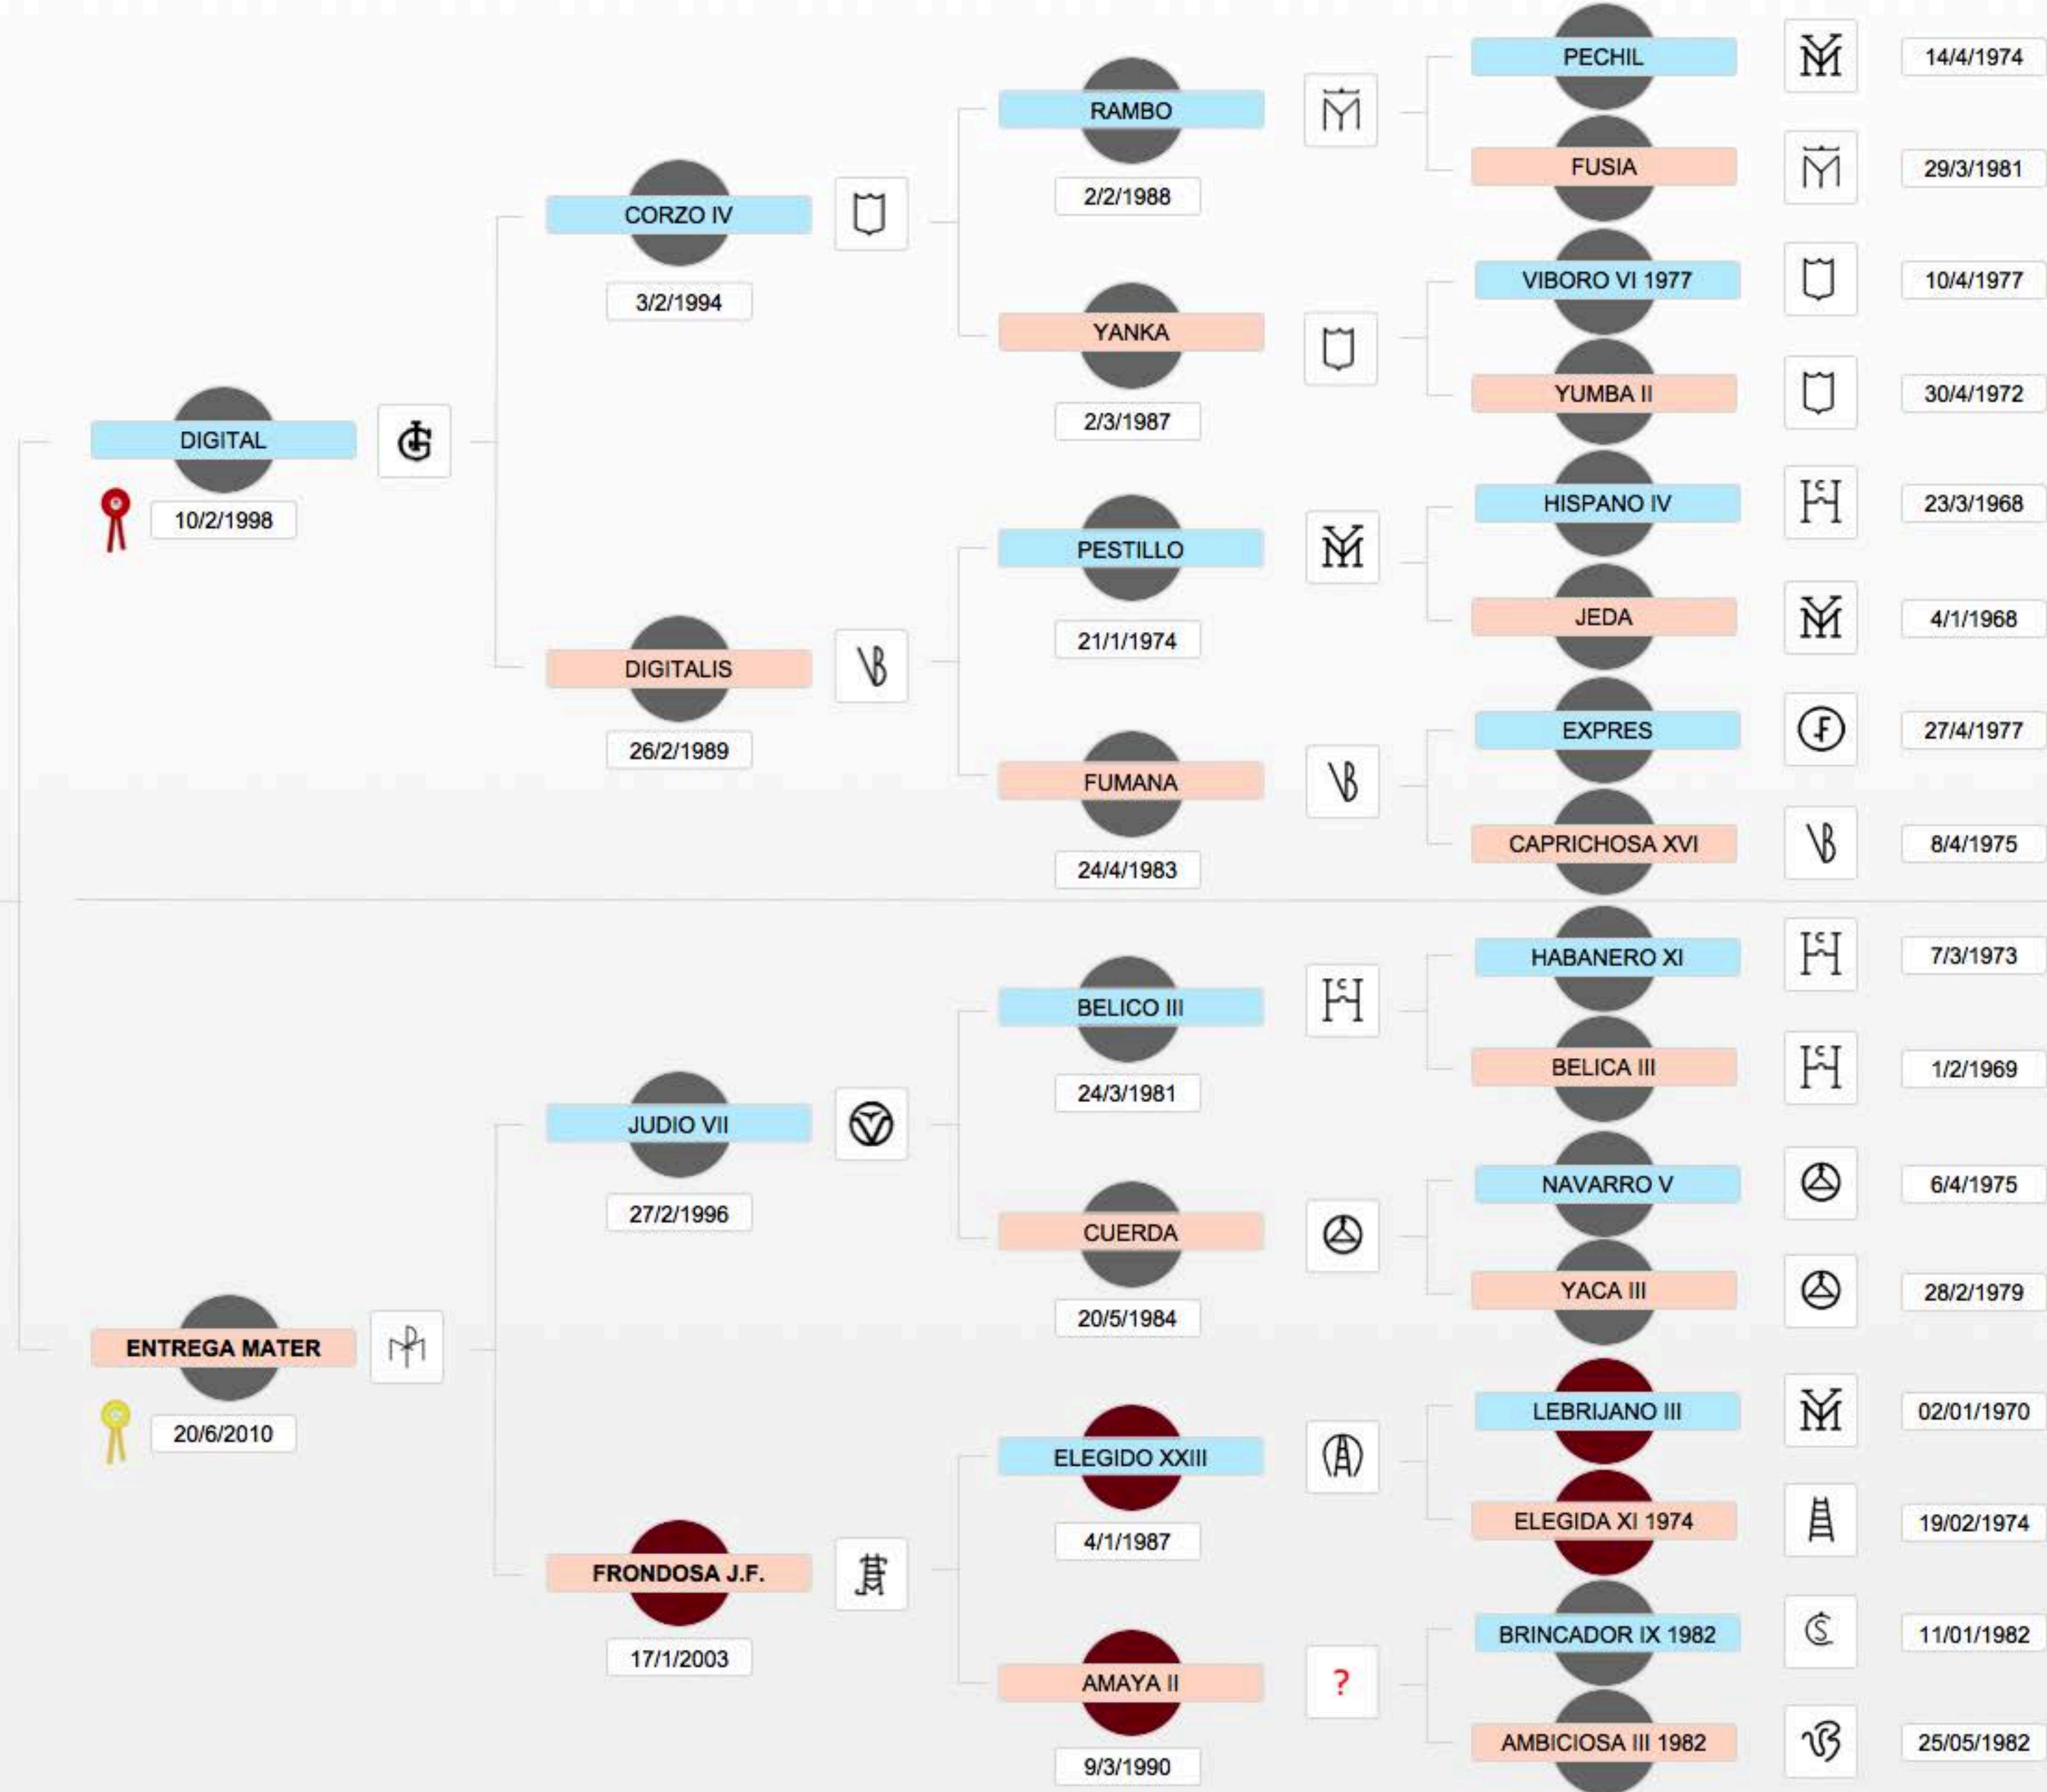 DIGITAL
10/2/1998
ENTREGA MATER
20/6/2010
CORZO IV
3/2/1994
DIGITALIS
26/2/1989
JUDIO VII
27/2/1996
FRONDOSA J.F.
17/1/2003
RAMBO
2/2/1988
YANKA
2/3/1987
PESTILLO
21/1/1974
FUMANA
24/4/1983
BELICO III
24/3/1981
CUERDA
20/5/1984
ELEGIDO XXIII
4/1/1987
AMAYA II
?
9/3/1990
PECHIL 14/4/1974
FUSIA 29/3/1981
VIBORO VI 1977 10/4/1977
YUMBA II 30/4/1972
HISPANO IV 23/3/1968
JEDA 4/1/1968
EXPRES 27/4/1977
CAPRICHOSA XVI 8/4/1975
HABANERO XI 7/3/1973
BELICA III 1/2/1969
NAVARRO V 6/4/1975
YACA III 28/2/1979
LEBRIJANO III 02/01/1970
ELEGIDA XI 1974 19/02/1974
BRINCADOR IX 1982 11/01/1982
AMBICIOSA III 1982 25/05/1982